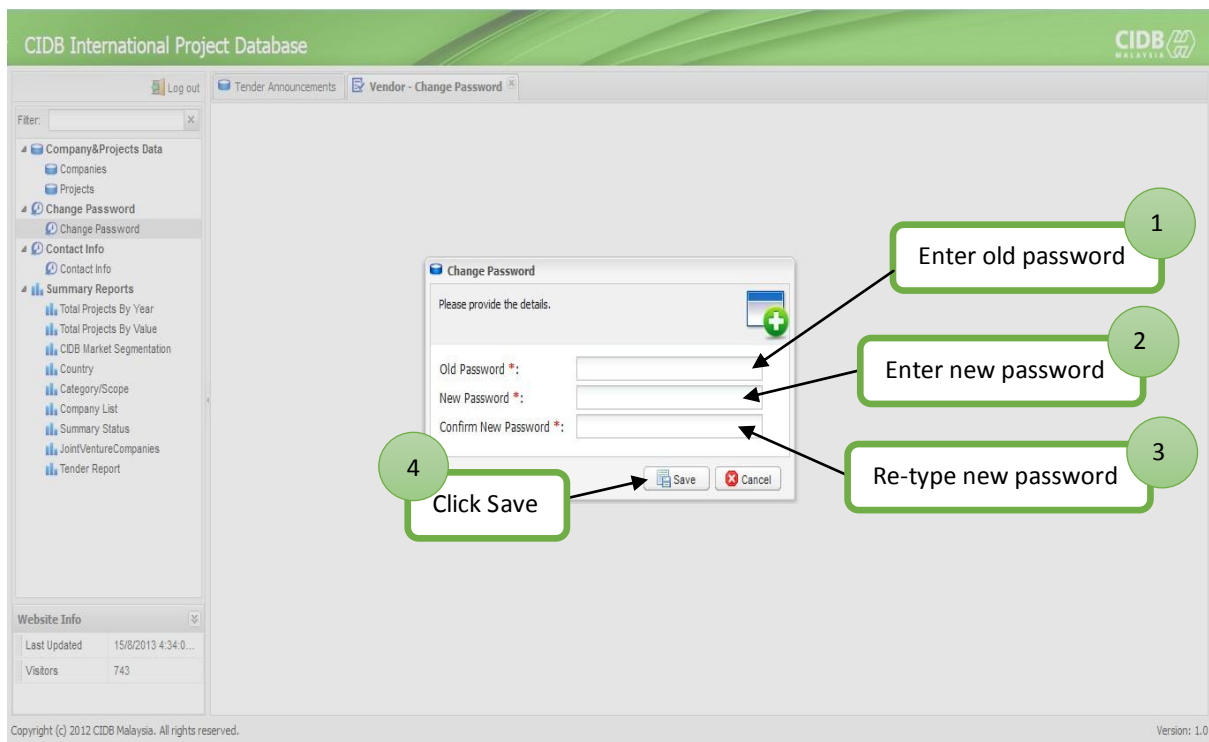 CIDB International Project Database
CIDB
MALAYSIA
Log out
Tender Announcements
Vendor - Change Password
Filter:
Company&Projects Data
Companies
Projects
Change Password
Change Password
Contact Info
Contact Info
Summary Reports
Total Projects By Year
Total Projects By Value
CIDB Market Segmentation
Country
Category/Scope
Company List
Summary Status
JointVentureCompanies
Tender Report
Website Info
Last Updated 15/8/2013 4:34:0...
Visitors 743
Change Password
Please provide the details.
Old Password *:
New Password *:
Confirm New Password *:
Save
Cancel
1
Enter old password
2
Enter new password
3
Re-type new password
4
Click Save
Copyright (c) 2012 CIDB Malaysia. All rights reserved.
Version: 1.0